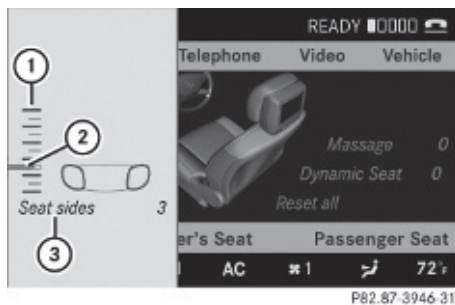 READY
Telephone Video Vehicle
1
2
Massage 0
Dynamic Seat 0
Seat sides 3
Reset all
3
er's Seat Passenger Seat
AC 1 72°F
P82.87-3946-31